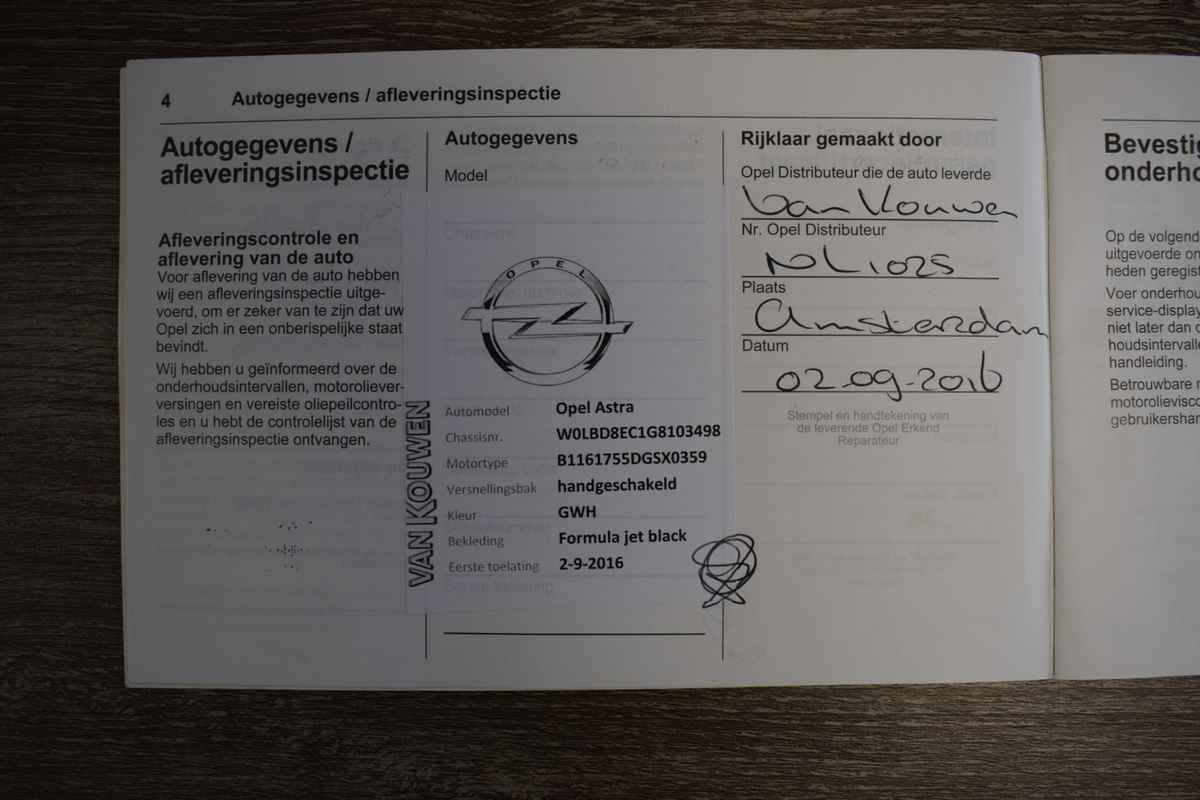 4 Autogegevens / afleveringsinspectie
Autogegevens /
afleveringsinspectie
Afleveringscontrole en
aflevering van de auto
Voor aflevering van de auto hebben
wij een afleveringsinspectie uitge-
voerd, om er zeker van te zijn dat uw
Opel zich in een onberispelijke staat
bevindt.
Wij hebben u geïnformeerd over de
onderhoudsintervallen, motoroliever-
versingen en vereiste oliepeilcontro-
les en u hebt de controlelijst van de
afleveringsinspectie ontvangen.
Autogegevens
Model
OPEL
VAN KOUWEN
Automodel Opel Astra
Chassisnr. W0LBD8EC1G8103498
Motortype B1161755DGSX0359
Versnellingsbak handgeschakeld
Kleur GWH
Bekleding Formula jet black
Eerste toelating 2-9-2016
Rijklaar gemaakt door
Opel Distributeur die de auto leverde
Van Kouwen
Nr. Opel Distributeur
NL1025
Plaats
Amsterdam
Datum
02-09-2016
Stempel en handtekening van
de leverende Opel Erkend
Reparateur
Bevestig
onderho
Op de volgend
uitgevoerde on
heden geregist
Voer onderhou
service-display
niet later dan o
houdsintervalle
handleiding.
Betrouwbare r
motorolievisco
gebruikershan